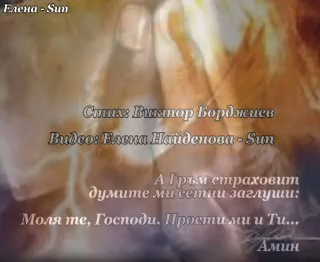 Елена - Sun
Стих: Виктор Борджиев
Видео: Елена Найденова - Sun
А Гръм страховит
думите ми сетни заглуши:
Моля те, Господи. Прости ми и Ти...
Амин